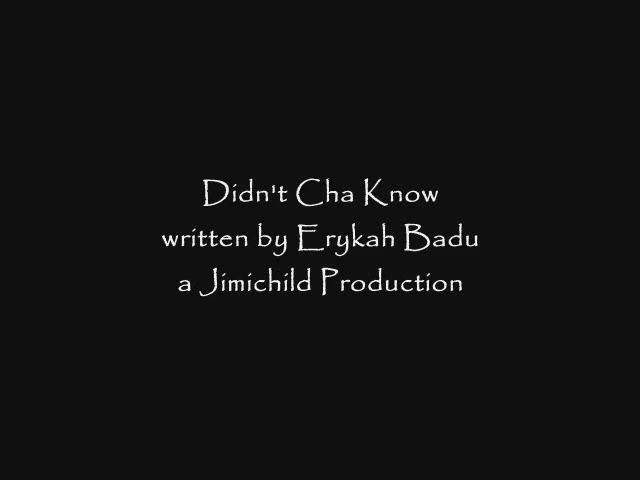 Didn't Cha Know
written by Erykah Badu
a Jimichild Production